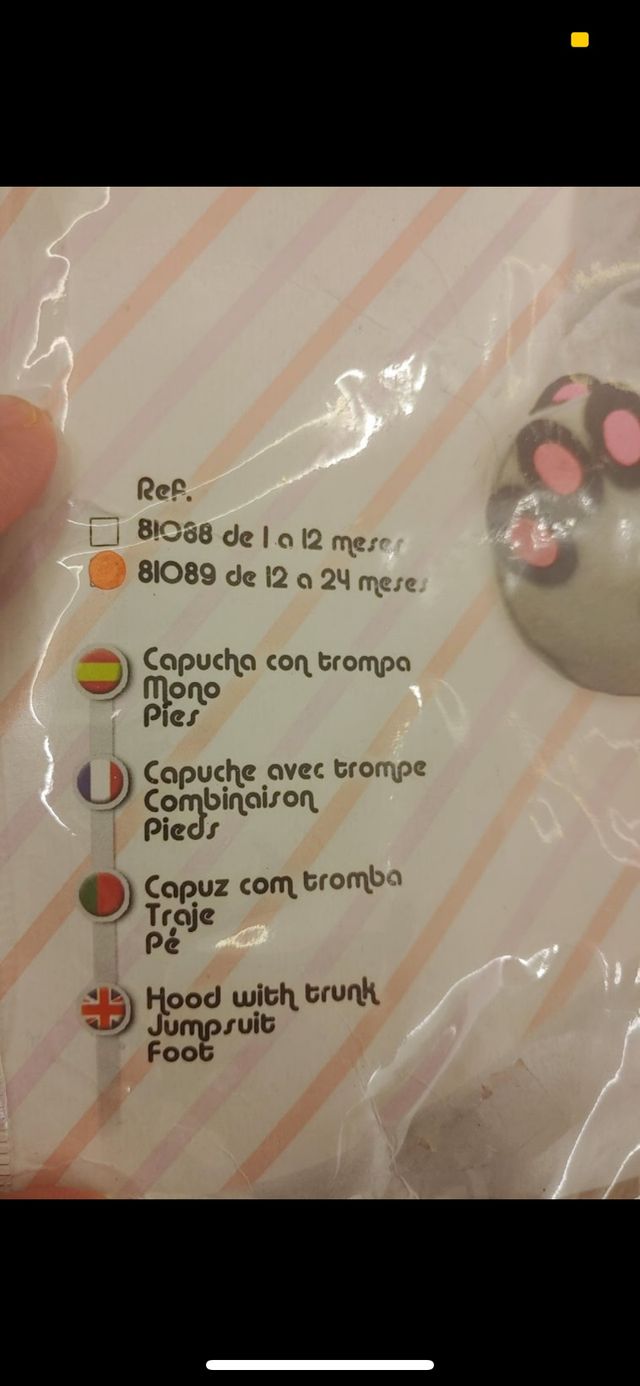 Ref.
81088 de 1 a 12 meses
81089 de 12 a 24 meses
Capucha con trompa
Mono
Pies
Capuche avec trompe
Combinaison
Pieds
Capuz com tromba
Traje
Pé
Hood with trunk
Jumpsuit
Foot